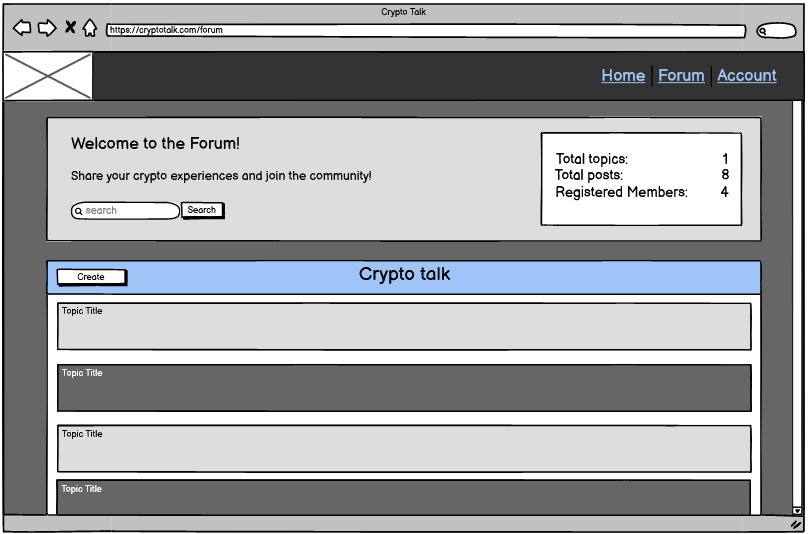 Crypto Talk
https://cryptotalk.com/forum
Home Forum Account
Welcome to the Forum!
Share your crypto experiences and join the community!
search Search
Total topics: 1
Total posts: 8
Registered Members: 4
Create Crypto talk
Topic Title
Topic Title
Topic Title
Topic Title